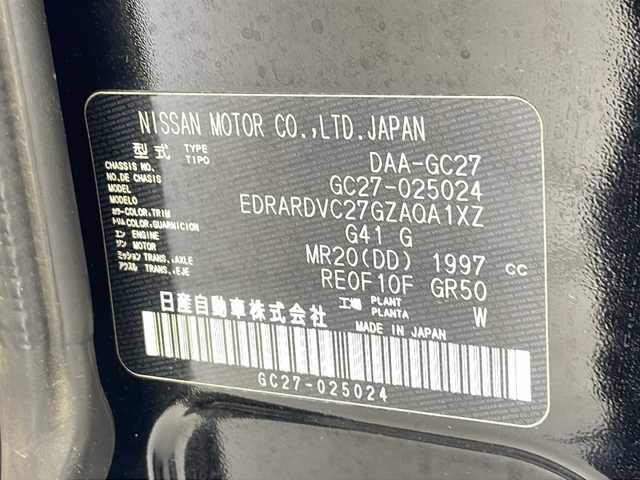 NISSAN MOTOR CO.,LTD.JAPAN
型式 TYPE TIPO DAA-GC27
CHASSIS NO.
NO.DE CHASIS GC27-025024
MODEL
MODELO EDRARDVC27GZAQA1XZ
カラー COLOR,TRIM
トリム COLOR,GUARNICION G41 G
エン ENGINE
ジン MOTOR MR20(DD) 1997 cc
ミッション TRANS.,AXLE
アクスル TRANS.,EJE RE0F10F GR50
日産自動車株式会社 工場 PLANT PLANTA W
MADE IN JAPAN
GC27-025024